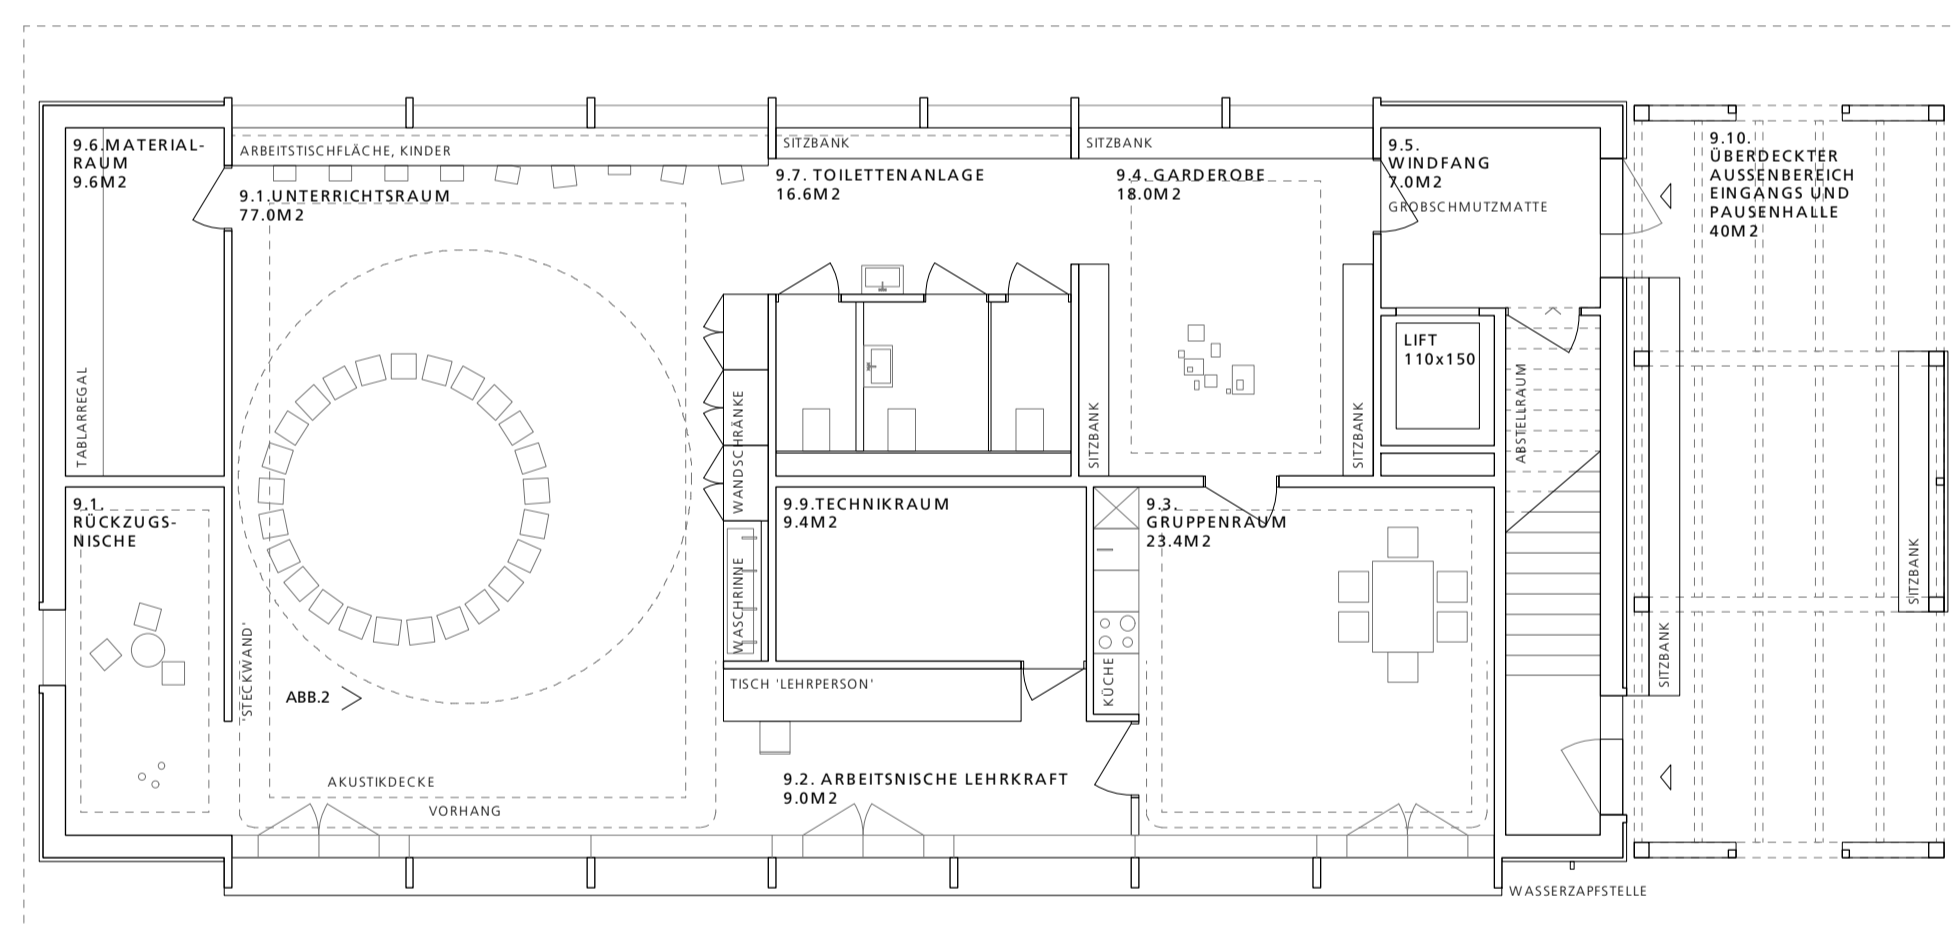 9.6.MATERIAL-
RAUM
9.6M2
TABLARREGAL
ARBEITSTISCHFLÄCHE, KINDER
9.1.UNTERRICHTSRAUM
77.0M2
SITZBANK
9.7. TOILETTENANLAGE
16.6M2
SITZBANK
9.4. GARDEROBE
18.0M2
SITZBANK
SITZBANK
9.5.
WINDFANG
7.0M2
GROBSCHMUTZMATTE
9.10.
ÜBERDECKTER
AUSSENBEREICH
EINGANGS UND
PAUSENHALLE
40M2
LIFT
110x150
ABSTELLRAUM
WANDSCHRÄNKE
WASCHRINNE
9.1.
RÜCKZUGS-
NISCHE
'STECKWAND'
ABB.2
AKUSTIKDECKE
VORHANG
9.9.TECHNIKRAUM
9.4M2
TISCH 'LEHRPERSON'
9.2. ARBEITSNISCHE LEHRKRAFT
9.0M2
KÜCHE
9.3.
GRUPPENRAUM
23.4M2
SITZBANK
SITZBANK
WASSERZAPFSTELLE